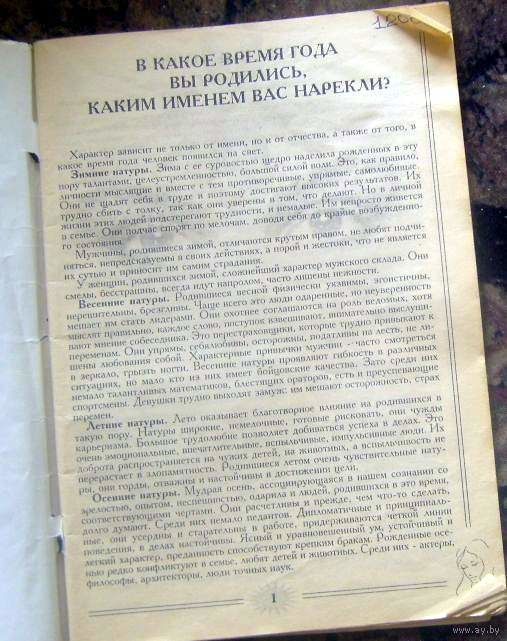 1200
В КАКОЕ ВРЕМЯ ГОДА
ВЫ РОДИЛИСЬ,
КАКИМ ИМЕНЕМ ВАС НАРЕКЛИ?
Характер зависит не только от имени, но и от отчества, а также от того, в
какое время года человек появился на свет.
Зимние натуры. Зима с ее суровостью щедро наделила рожденных в эту
пору талантами, целеустремленностью, большой силой воли. Это, как правило,
личности мыслящие и вместе с тем противоречивые, упрямые, самолюбивые.
Они не щадят себя в труде и поэтому достигают высоких результатов. Их
трудно сбить с толку, так как они уверены в том, что делают. Но в личной
жизни этих людей подстерегают трудности, и немалые. Им непросто живется
в семье. Они подчас спорят по мелочам, доводя себя до крайне возбужденно-
го состояния.
Мужчины, родившиеся зимой, отличаются крутым нравом, не любят подчи-
няться, непредсказуемы в своих действиях, а порой и жестоки, что не является
их сутью и приносит им самим страдания.
У женщин, родившихся зимой, сложнейший характер мужского склада. Они
смелы, бесстрашны, всегда идут напролом, часто лишены нежности.
Весенние натуры. Родившиеся весной физически уязвимы, эгоистичны,
нерешительны, брезгливы. Чаще всего это люди одаренные, но неуверенность
мешает им стать лидерами. Они охотнее соглашаются на роль ведомых, хотя
мыслят правильно, каждое слово, поступок взвешивают, внимательно выслуши-
вают мнение собеседника. Это перестраховщики, которые трудно привыкают к
переменам. Они упрямы, себялюбивы, осторожны, податливы на лесть, не ли-
шены любования собой. Характерные привычки мужчин - часто смотреться
в зеркало, грызть ногти. Весенние натуры проявляют гибкость в различных
ситуациях, но мало кто из них имеет бойцовские качества. Зато среди них
немало талантливых математиков, блестящих ораторов, есть и преуспевающие
спортсмены. Девушки трудно выходят замуж: им мешают осторожность, страх
перемен.
Летние натуры. Лето оказывает благотворное влияние на родившихся в
такую пору. Натуры широкие, немелочные, готовые рисковать, они чужды
карьеризма. Большое трудолюбие позволяет добиваться успеха в делах. Это
очень эмоциональные, впечатлительные, вспыльчивые, импульсивные люди. Их
доброта распространяется на чужих детей, на животных, а вспыльчивость не
перерастает в злопамятность. Родившиеся летом очень чувствительные нату-
ры, они горды, отважны и настойчивы в достижении цели.
Осенние натуры. Мудрая осень, ассоциирующаяся в нашем сознании со
зрелостью, опытом, неспешностью, одарила и людей, родившихся в это время,
соответствующими чертами. Они расчетливы и прежде, чем что-то сделать,
долго думают. Среди них немало педантов. Дипломатичные и принципиаль-
ные, они усердны и старательны в работе, придерживаются четкой линии
поведения, в делах настойчивы. Ясный и уравновешенный ум, устойчивый и
легкий характер, преданность способствуют крепким бракам. Рожденные осе-
нью редко конфликтуют в семье, любят детей и животных. Среди них - актеры,
философы, архитекторы, люди точных наук.
1
www.ay.by